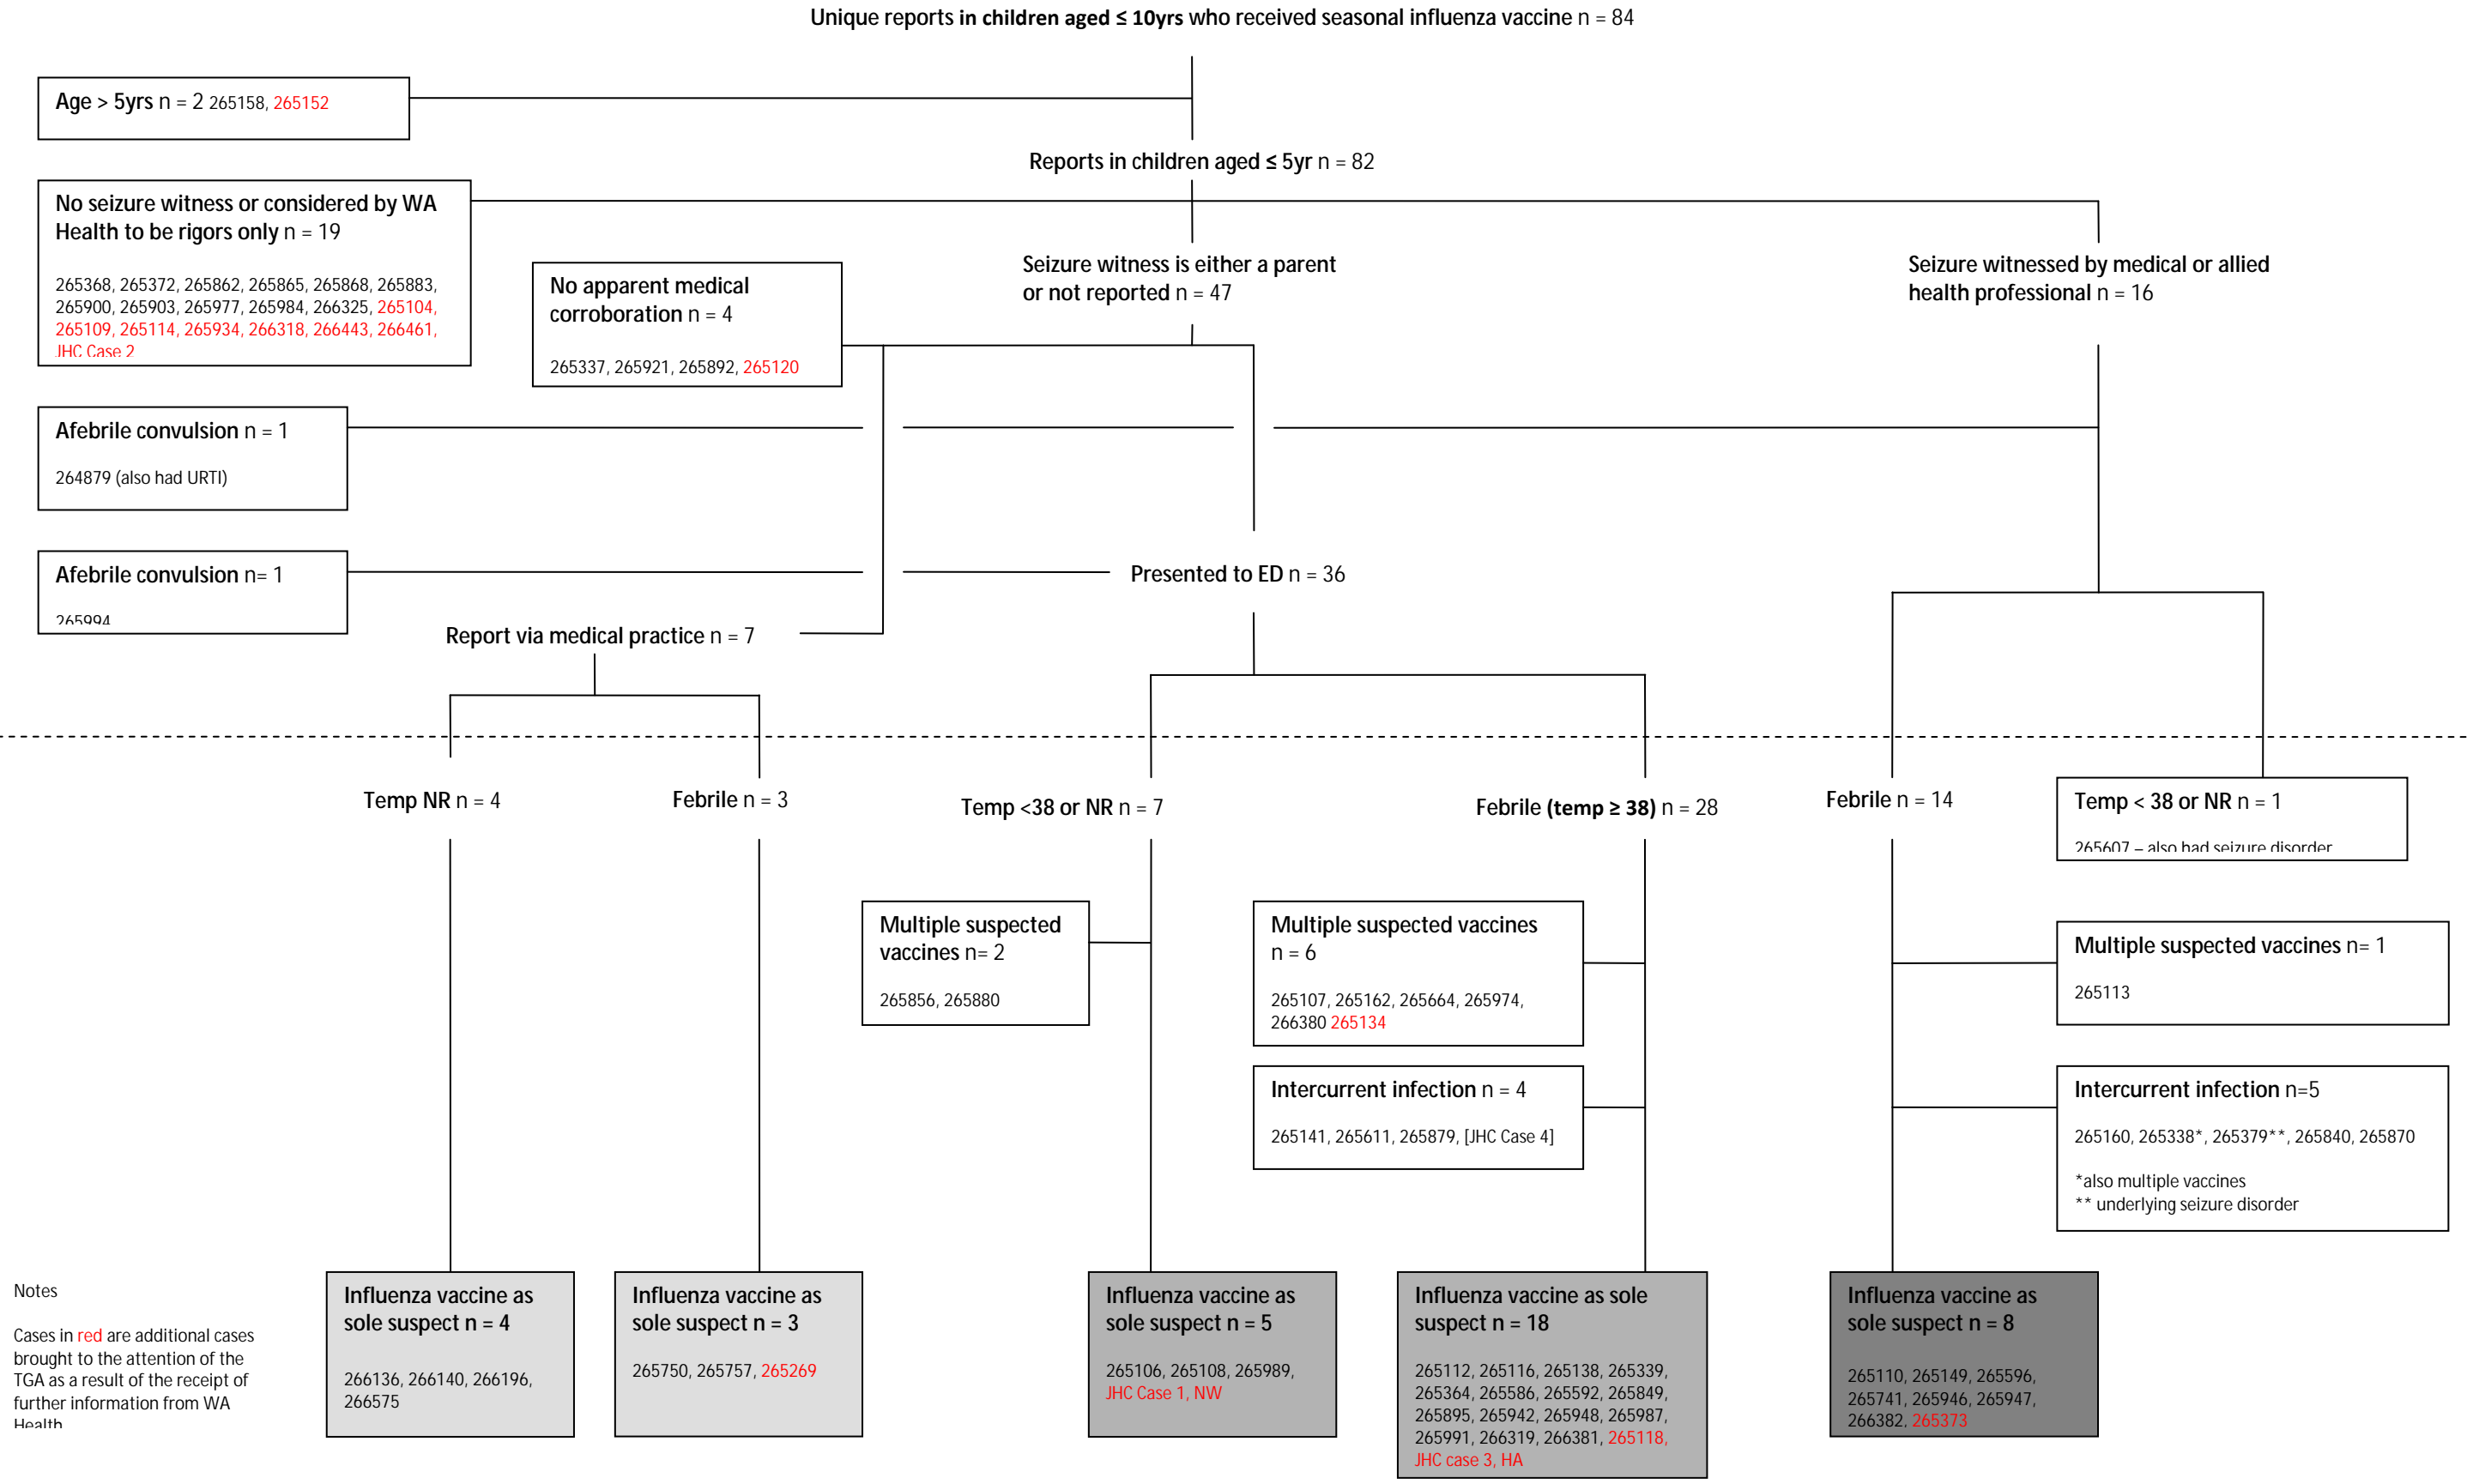 Unique reports in children aged ≤ 10yrs who received seasonal influenza vaccine n = 84
Age > 5yrs n = 2 265158, 265152
Reports in children aged ≤ 5yr n = 82
No seizure witness or considered by WA
Health to be rigors only n = 19
265368, 265372, 265862, 265865, 265868, 265883,
265900, 265903, 265977, 265984, 266325, 265104,
265109, 265114, 265934, 266318, 266443, 266461,
JHC Case 2
No apparent medical
corroboration n = 4
265337, 265921, 265892, 265120
Seizure witness is either a parent
or not reported n = 47
Seizure witnessed by medical or allied
health professional n = 16
Afebrile convulsion n = 1
264879 (also had URTI)
Afebrile convulsion n= 1
265994
Presented to ED n = 36
Report via medical practice n = 7
Temp NR n = 4
Febrile n = 3
Temp <38 or NR n = 7
Febrile (temp ≥ 38) n = 28
Febrile n = 14
Temp < 38 or NR n = 1
265607 – also had seizure disorder
Multiple suspected
vaccines n= 2
265856, 265880
Multiple suspected vaccines
n = 6
265107, 265162, 265664, 265974,
266380 265134
Multiple suspected vaccines n= 1
265113
Intercurrent infection n = 4
265141, 265611, 265879, [JHC Case 4]
Intercurrent infection n=5
265160, 265338*, 265379**, 265840, 265870
*also multiple vaccines
** underlying seizure disorder
Notes
Cases in red are additional cases
brought to the attention of the
TGA as a result of the receipt of
further information from WA
Health
Influenza vaccine as
sole suspect n = 4
266136, 266140, 266196,
266575
Influenza vaccine as
sole suspect n = 3
265750, 265757, 265269
Influenza vaccine as
sole suspect n = 5
265106, 265108, 265989,
JHC Case 1, NW
Influenza vaccine as sole
suspect n = 18
265112, 265116, 265138, 265339,
265364, 265586, 265592, 265849,
265895, 265942, 265948, 265987,
265991, 266319, 266381, 265118,
JHC case 3, HA
Influenza vaccine as
sole suspect n = 8
265110, 265149, 265596,
265741, 265946, 265947,
266382, 265373